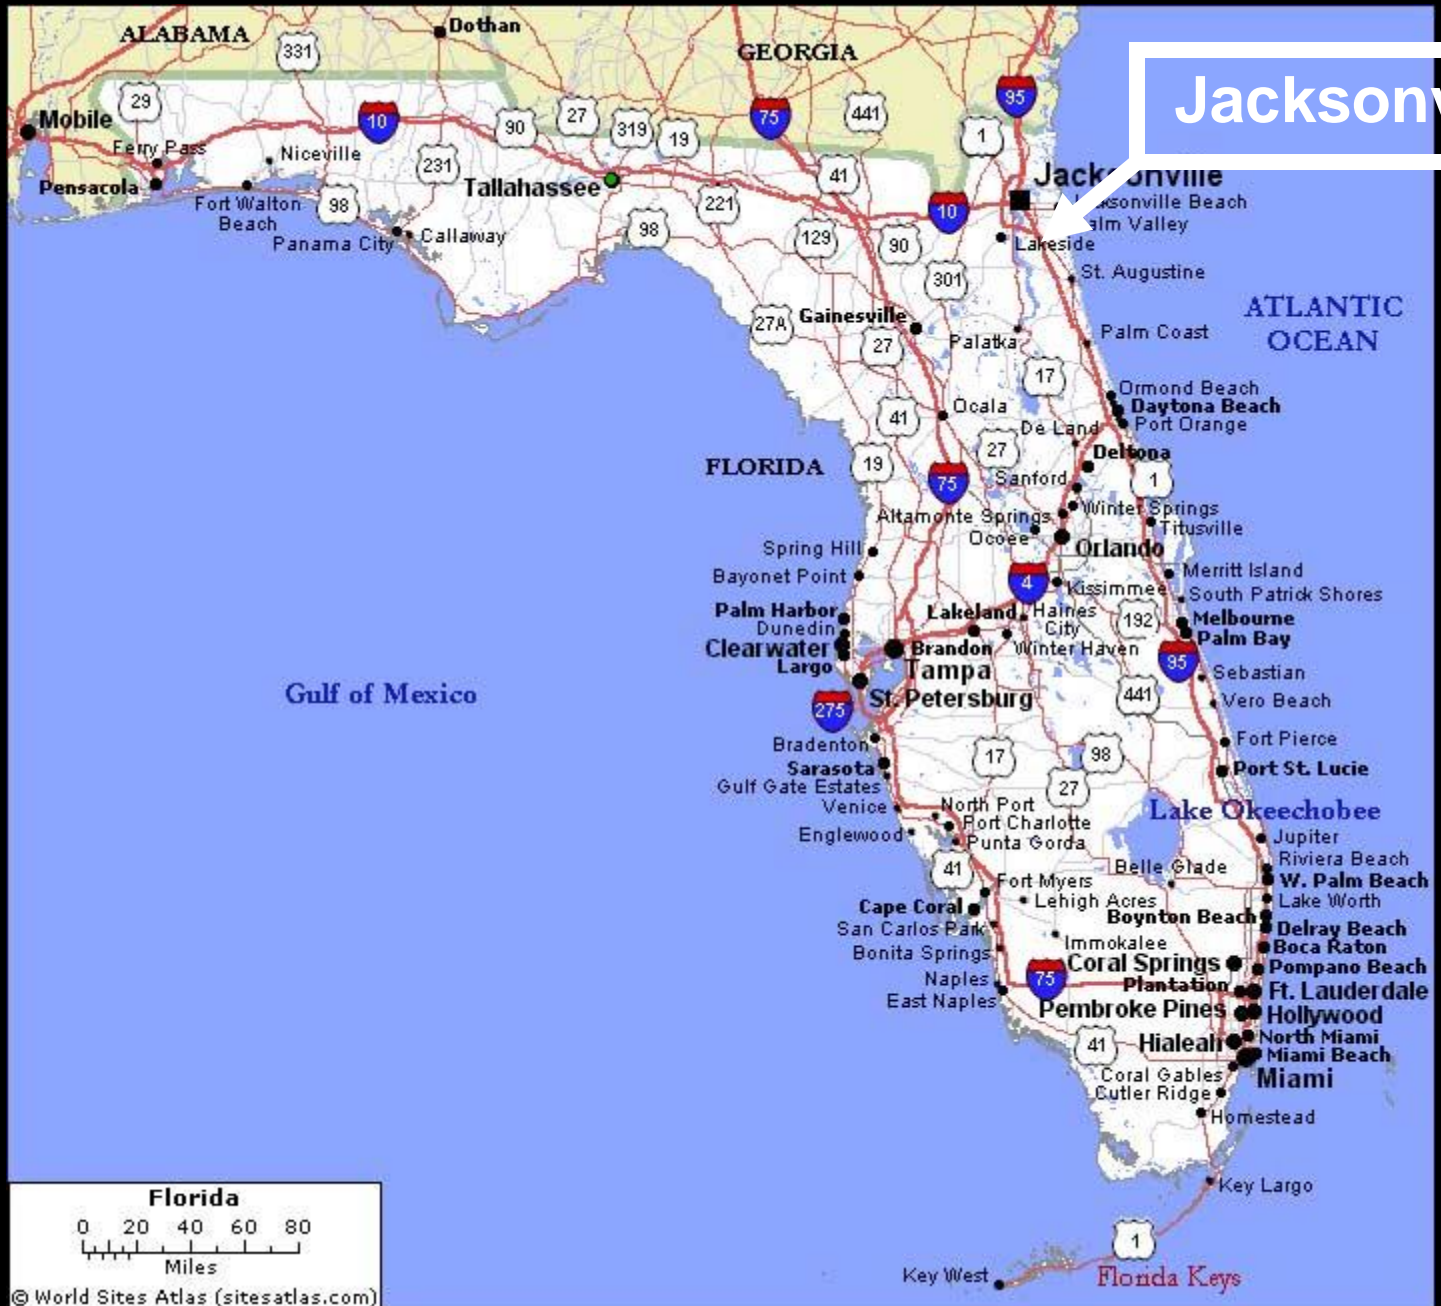 ALABAMA
Dothan
GEORGIA
331
29
10
90
27
319
19
75
441
95
1
Jacksonv
Mobile
Ferry Pass
Niceville
231
Pensacola
Fort Walton
Beach
98
Panama City
Callaway
Tallahassee
221
98
129
41
10
90
301
Jacksonville
ksonville Beach
alm Valley
Lakeside
St. Augustine
ATLANTIC
OCEAN
27A
Gainesville
27
Palatka
Palm Coast
17
Ormond Beach
Daytona Beach
Port Orange
Ocala
41
De Land
27
Deltona
FLORIDA
19
75
Sanford
1
Winter Springs
Altamonte Springs
Titusville
Ocoee
Orlando
Spring Hill
Bayonet Point
4
Kissimmee
Merritt Island
South Patrick Shores
Palm Harbor
Dunedin
Clearwater
Largo
Lakeland
Haines
City
192
Melbourne
Palm Bay
Brandon
Winter Haven
95
Tampa
Sebastian
St. Petersburg
441
Vero Beach
Gulf of Mexico
275
Bradenton
17
98
Fort Pierce
Sarasota
Port St. Lucie
Gulf Gate Estates
27
Venice
North Port
Lake Okeechobee
Englewood
Port Charlotte
Punta Gorda
Jupiter
41
Belle Glade
Riviera Beach
Fort Myers
W. Palm Beach
Lehigh Acres
Lake Worth
Cape Coral
Boynton Beach
San Carlos Park
Delray Beach
Bonita Springs
Immokalee
Boca Raton
Coral Springs
Pompano Beach
Naples
75
Plantation
Ft. Lauderdale
East Naples
Pembroke Pines
Hollywood
41
Hialeah
North Miami
Miami Beach
Coral Gables
Miami
Cutler Ridge
Homestead
Key Largo
1
Key West
Florida Keys
Florida
0 20 40 60 80
Miles
© World Sites Atlas (sitesatlas.com)